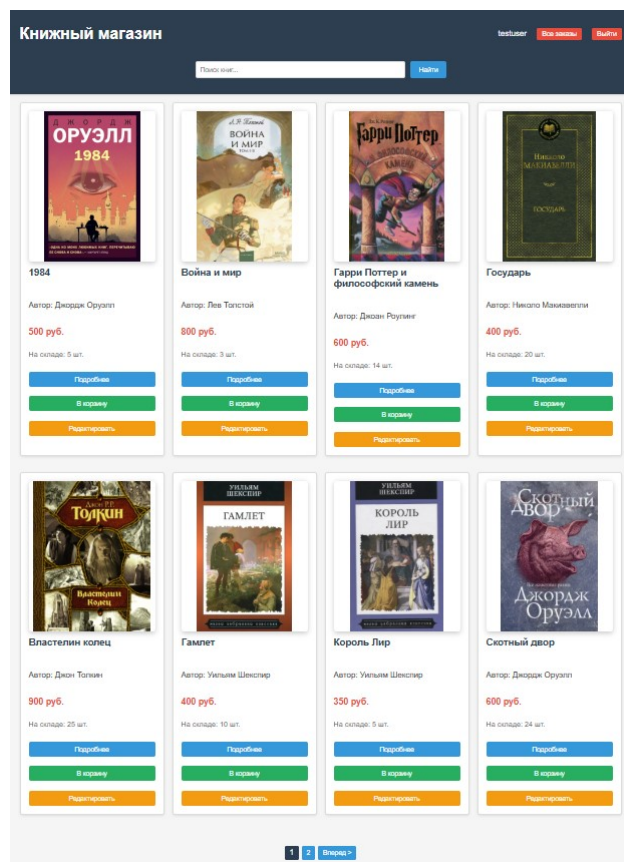 Книжный магазин
testuser
Все заказы
Выйти
Поиск книг...
Найти
ДЖОРДЖ
ОРУЭЛЛ
1984
Л.Н. Толстой
ВОЙНА
И МИР
Гарри Поттер
И ФИЛОСОФСКИЙ
КАМЕНЬ
Никколо
МАКИАВЕЛЛИ
ГОСУДАРЬ
1984
Война и мир
Гарри Поттер и
философский камень
Государь
Автор: Джордж Оруэлл
Автор: Лев Толстой
Автор: Джоан Роулинг
Автор: Николо Макиавелли
500 руб.
800 руб.
600 руб.
400 руб.
На складе: 5 шт.
На складе: 3 шт.
На складе: 14 шт.
На складе: 20 шт.
Подробнее
Подробнее
Подробнее
Подробнее
В корзину
В корзину
В корзину
В корзину
Редактировать
Редактировать
Редактировать
Редактировать
Джон Р.Р.
Толкин
Властелин
Колец
УИЛЬЯМ
ШЕКСПИР
ГАМЛЕТ
УИЛЬЯМ
ШЕКСПИР
КОРОЛЬ
ЛИР
Скотный
Двор
Джордж
Оруэлл
Властелин колец
Гамлет
Король Лир
Скотный двор
Автор: Джон Толкин
Автор: Уильям Шекспир
Автор: Уильям Шекспир
Автор: Джордж Оруэлл
900 руб.
400 руб.
350 руб.
600 руб.
На складе: 25 шт.
На складе: 10 шт.
На складе: 5 шт.
На складе: 24 шт.
Подробнее
Подробнее
Подробнее
Подробнее
В корзину
В корзину
В корзину
В корзину
Редактировать
Редактировать
Редактировать
Редактировать
1
2
Вперед >